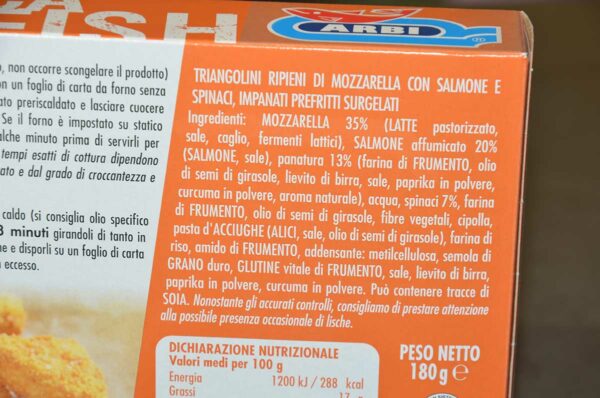 FISH
ARBI
®
, non occorre scongelare il prodotto)
n un foglio di carta da forno senza
ato preriscaldato e lasciare cuocere
Se il forno è impostato su statico
alche minuto prima di servirli per
tempi esatti di cottura dipendono
ato e dal grado di croccantezza e
caldo (si consiglia olio specifico
3 minuti girandoli di tanto in
ne e disporli su un foglio di carta
eccesso.
TRIANGOLINI RIPIENI DI MOZZARELLA CON SALMONE E
SPINACI, IMPANATI PREFRITTI SURGELATI
Ingredienti: MOZZARELLA 35% (LATTE pastorizzato,
sale, caglio, fermenti lattici), SALMONE affumicato 20%
(SALMONE, sale), panatura 13% (farina di FRUMENTO, olio
di semi di girasole, lievito di birra, sale, paprika in polvere,
curcuma in polvere, aroma naturale), acqua, spinaci 7%, farina
di FRUMENTO, olio di semi di girasole, fibre vegetali, cipolla,
pasta d'ACCIUGHE (ALICI, sale, olio di semi di girasole), farina di
riso, amido di FRUMENTO, addensante: metilcellulosa, semola di
GRANO duro, GLUTINE vitale di FRUMENTO, sale, lievito di birra,
paprika in polvere, curcuma in polvere. Può contenere tracce di
SOIA. Nonostante gli accurati controlli, consigliamo di prestare attenzione
alla possibile presenza occasionale di lische.
DICHIARAZIONE NUTRIZIONALE
Valori medi per 100 g
Energia 1200 kJ / 288 kcal
Grassi 17 g
PESO NETTO
180 g e